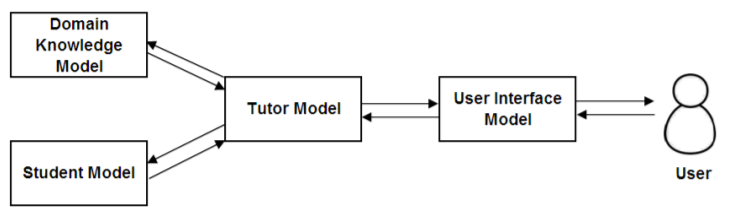 Domain
Knowledge
Model
Tutor Model
User Interface
Model
Student Model
User